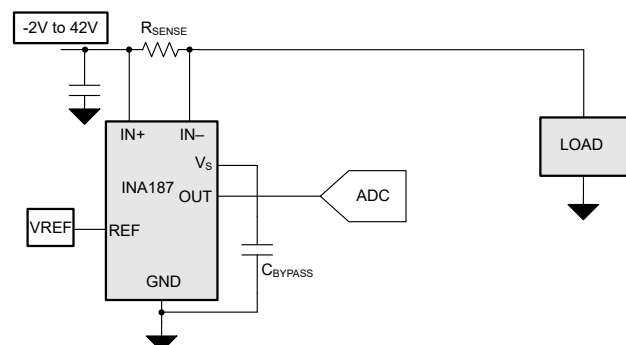 -2V to 42V
RSENSE
IN+
IN–
VS
INA187
OUT
ADC
LOAD
VREF
REF
GND
CBYPASS